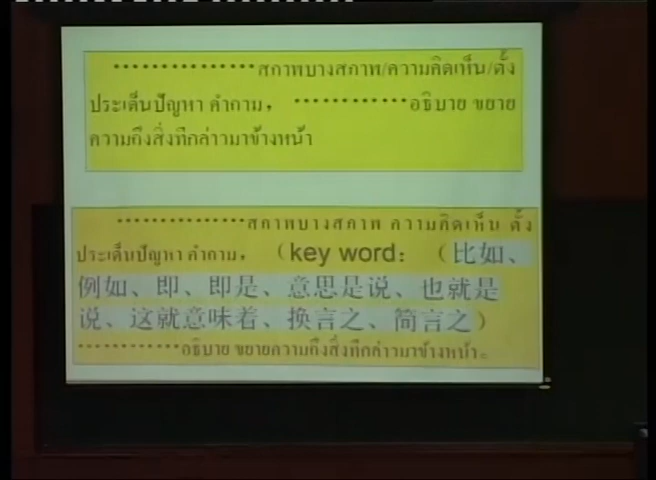 ...............สภาพบางสภาพ/ความคิดเห็น/ตั้ง
ประเด็นปัญหา คำถาม, ............อธิบาย ขยาย
ความถึงสิ่งที่กล่าวมาข้างหน้า
................สภาพบางสภาพ ความคิดเห็น ตั้ง
ประเด็นปัญหา คำถาม, （key word：（比如、
例如、即、即是、意思是说、也就是
说、这就意味着、换言之、简言之）
.............อธิบาย ขยายความถึงสิ่งที่กล่าวมาข้างหน้า。